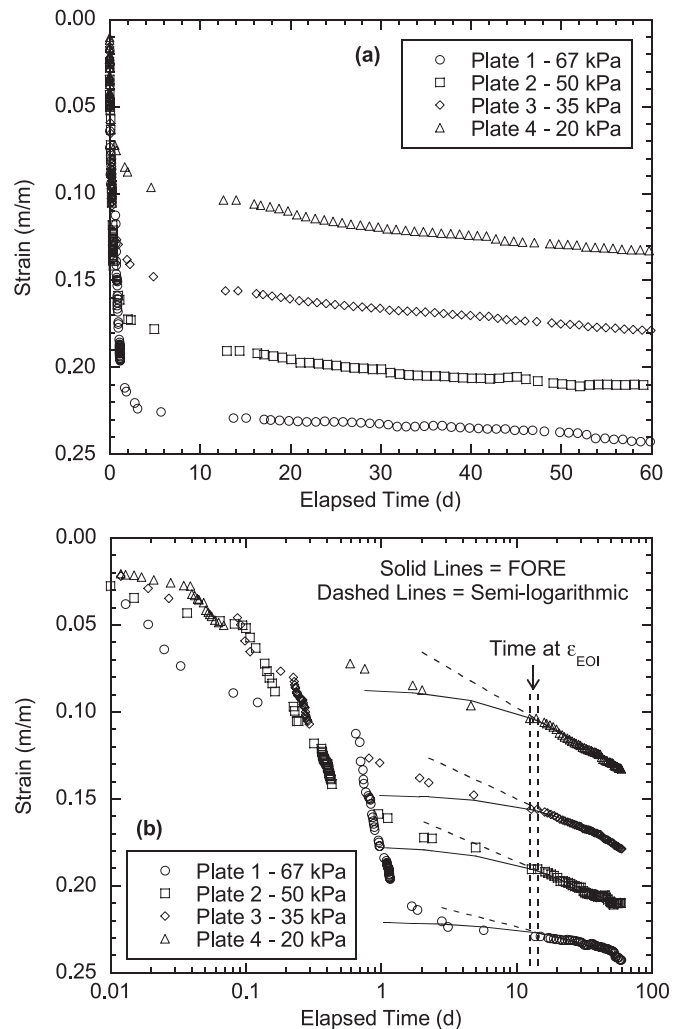 0.00
0.05
0.10
0.15
0.20
0.25
Strain (m/m)
(a)
Plate 1 - 67 kPa
Plate 2 - 50 kPa
Plate 3 - 35 kPa
Plate 4 - 20 kPa
0 10 20 30 40 50 60
Elapsed Time (d)
0.00
0.05
0.10
0.15
0.20
0.25
Strain (m/m)
Solid Lines = FORE
Dashed Lines = Semi-logarithmic
Time at ε_EOI
(b)
Plate 1 - 67 kPa
Plate 2 - 50 kPa
Plate 3 - 35 kPa
Plate 4 - 20 kPa
0.01 0.1 1 10 100
Elapsed Time (d)